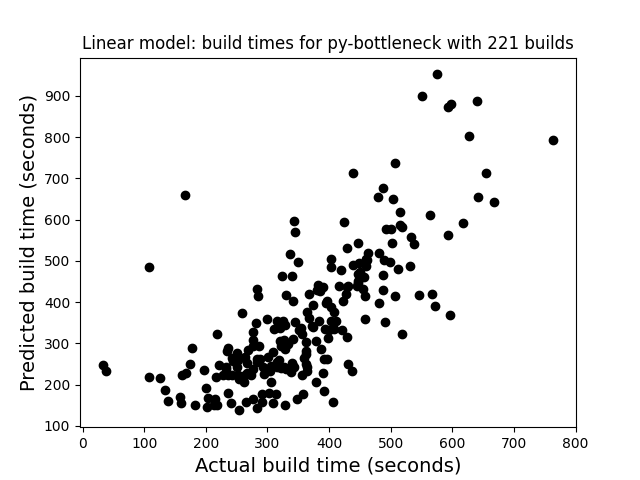 Linear model: build times for py-bottleneck with 221 builds
Predicted build time (seconds)
900
800
700
600
500
400
300
200
100
0 100 200 300 400 500 600 700 800
Actual build time (seconds)